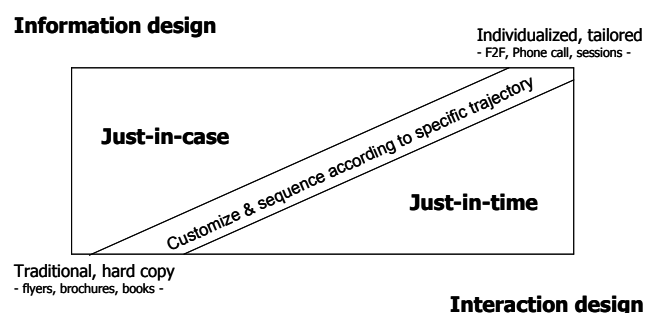 Information design
Individualized, tailored
- F2F, Phone call, sessions -
Just-in-case
Customize & sequence according to specific trajectory
Just-in-time
Traditional, hard copy
- flyers, brochures, books -
Interaction design